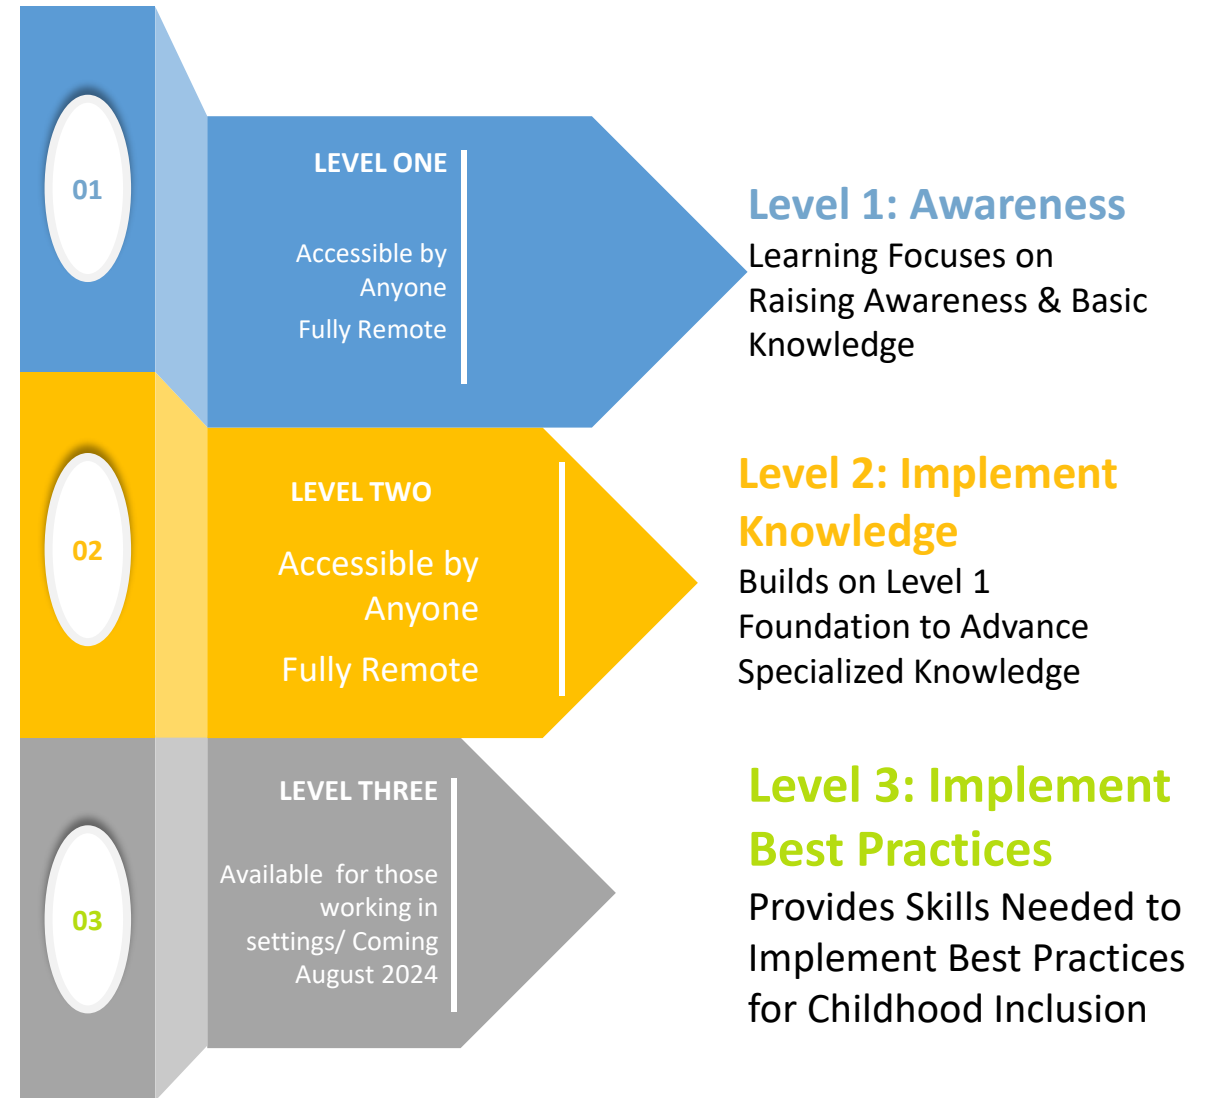 01
LEVEL ONE
Accessible by
Anyone
Fully Remote
Level 1: Awareness
Learning Focuses on
Raising Awareness & Basic
Knowledge
02
LEVEL TWO
Accessible by
Anyone
Fully Remote
Level 2: Implement
Knowledge
Builds on Level 1
Foundation to Advance
Specialized Knowledge
03
LEVEL THREE
Available  for those
working in
settings/ Coming
August 2024
Level 3: Implement
Best Practices
Provides Skills Needed to
Implement Best Practices
for Childhood Inclusion